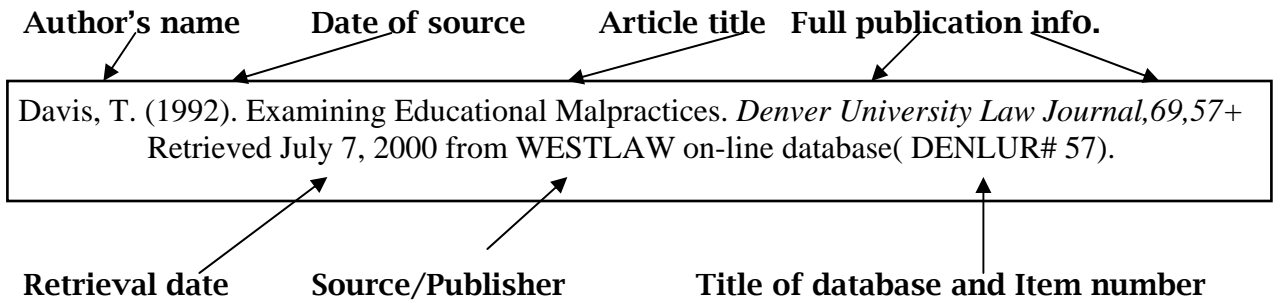 Author's name Date of source Article title Full publication info.
Davis, T. (1992). Examining Educational Malpractices. Denver University Law Journal,69,57+
Retrieved July 7, 2000 from WESTLAW on-line database( DENLUR# 57).
Retrieval date Source/Publisher Title of database and Item number